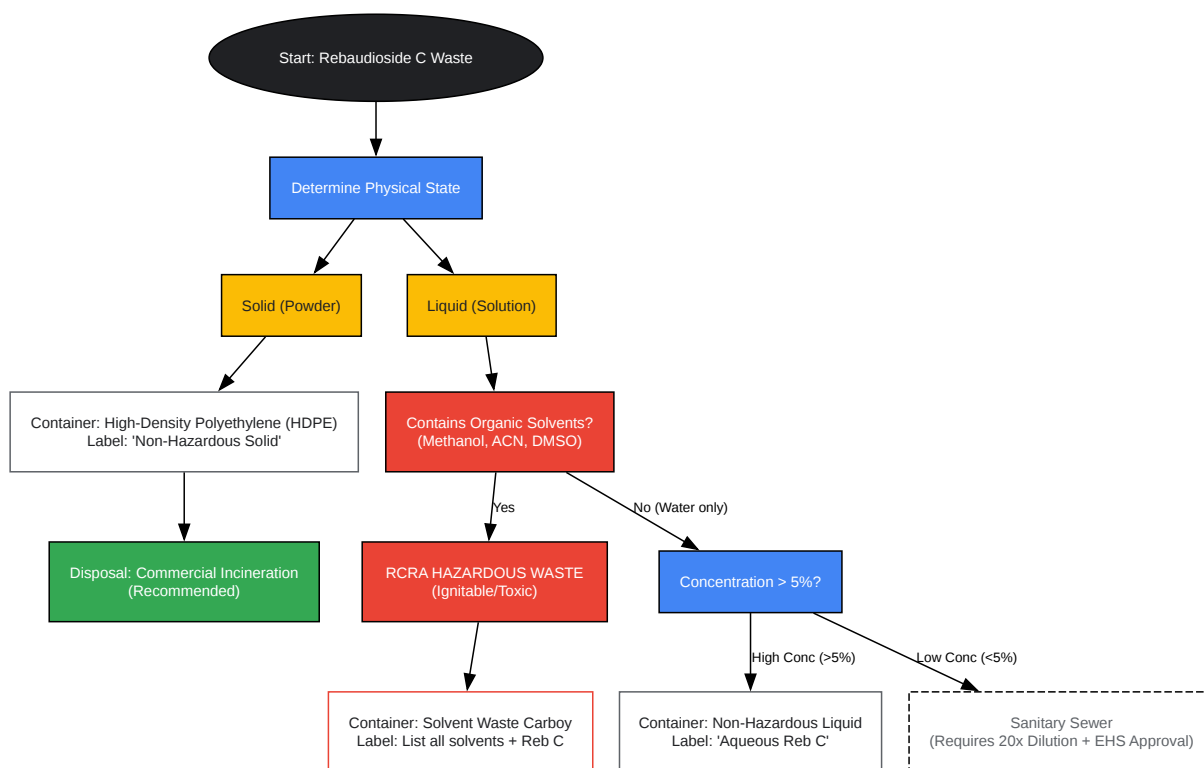 Start: Rebaudioside C Waste
Determine Physical State
Solid (Powder)
Liquid (Solution)
Container: High-Density Polyethylene (HDPE)
Label: 'Non-Hazardous Solid'
Contains Organic Solvents?
(Methanol, ACN, DMSO)
Yes
No (Water only)
Disposal: Commercial Incineration
(Recommended)
RCRA HAZARDOUS WASTE
(Ignitable/Toxic)
Concentration > 5%?
High Conc (>5%)
Low Conc (<5%)
Container: Solvent Waste Carboy
Label: List all solvents + Reb C
Container: Non-Hazardous Liquid
Label: 'Aqueous Reb C'
Sanitary Sewer
(Requires 20x Dilution + EHS Approval)